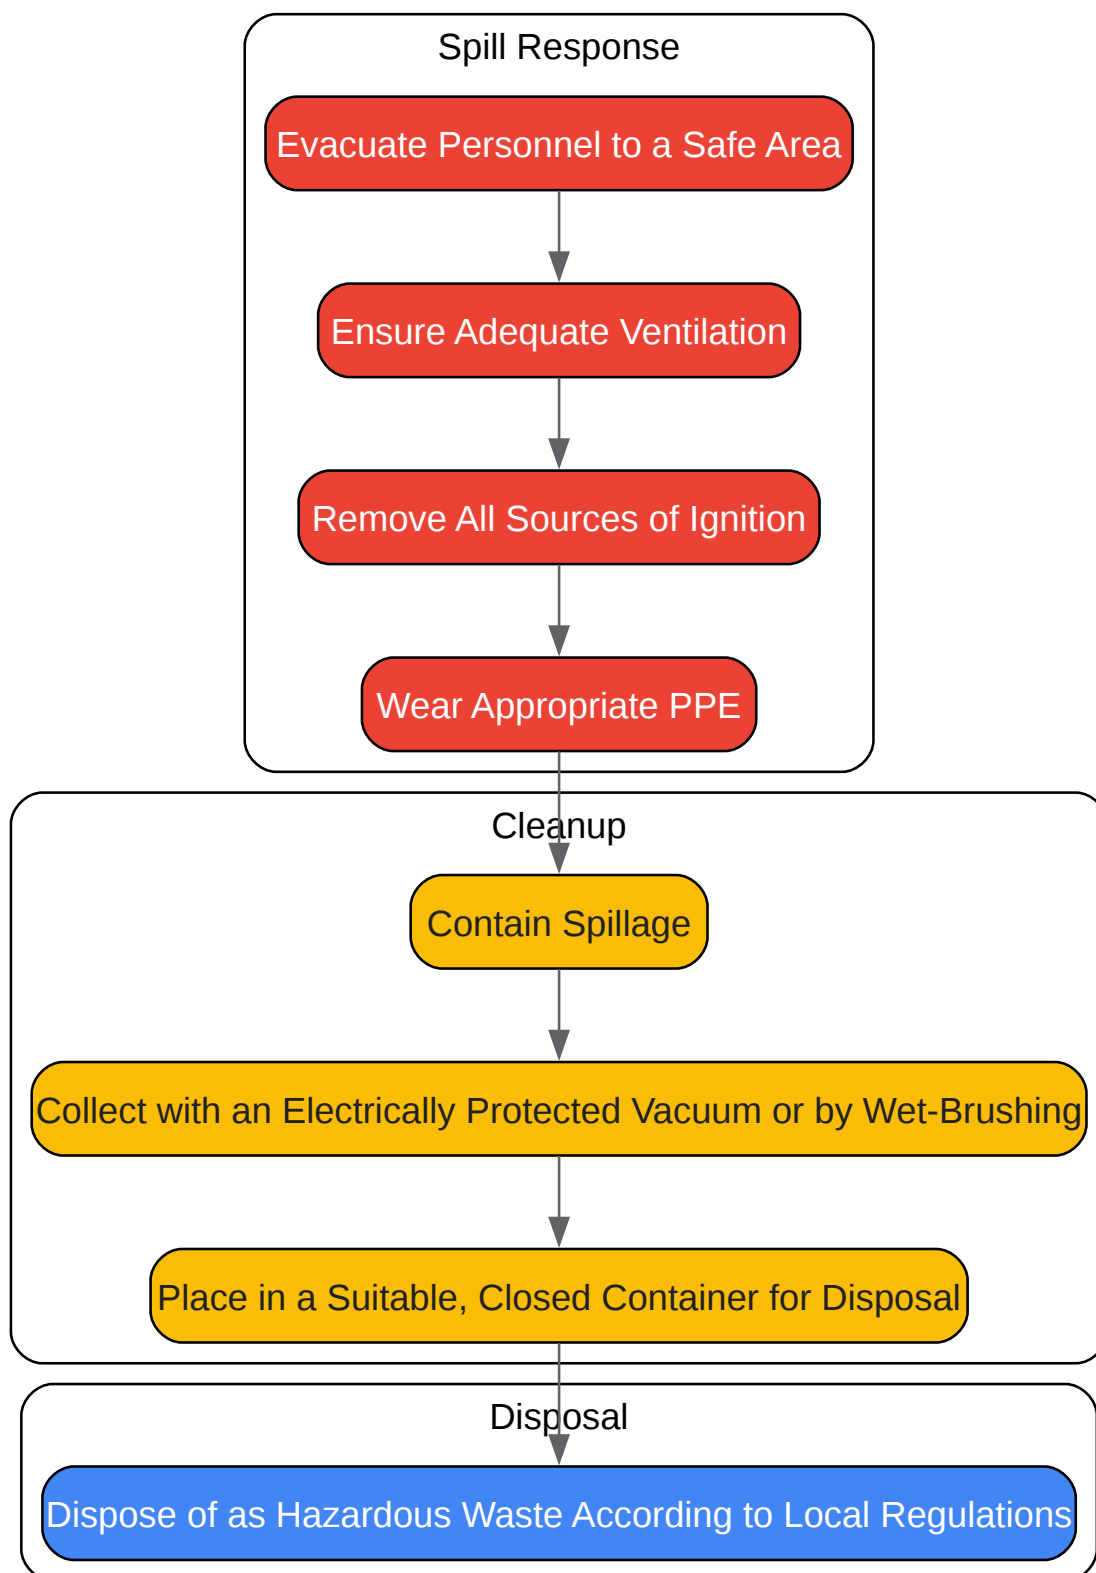 Spill Response
Evacuate Personnel to a Safe Area
Ensure Adequate Ventilation
Remove All Sources of Ignition
Wear Appropriate PPE
Cleanup
Contain Spillage
Collect with an Electrically Protected Vacuum or by Wet-Brushing
Place in a Suitable, Closed Container for Disposal
Disposal
Dispose of as Hazardous Waste According to Local Regulations